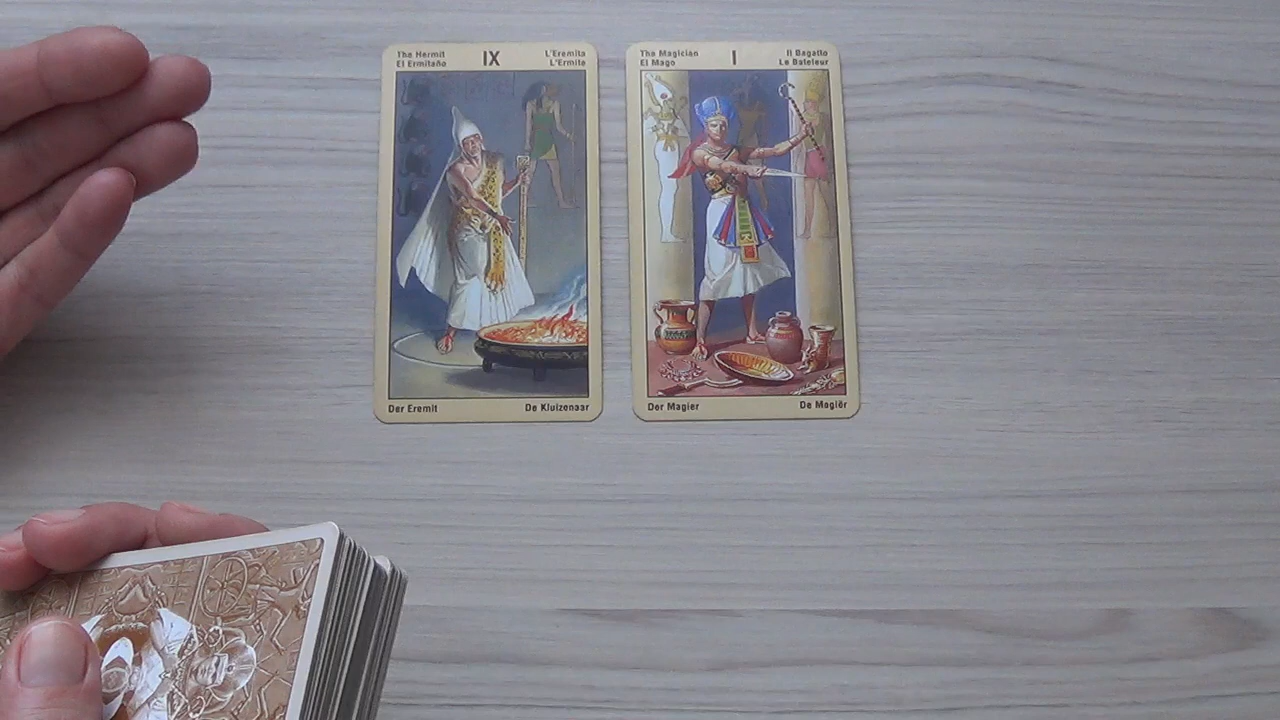 The Hermit
El Ermitaño
IX
L'Eremita
L'Ermite
Der Eremit
De Kluizenaar
The Magician
El Mago
I
Il Bagatto
Le Bateleur
Der Magier
De Magiër